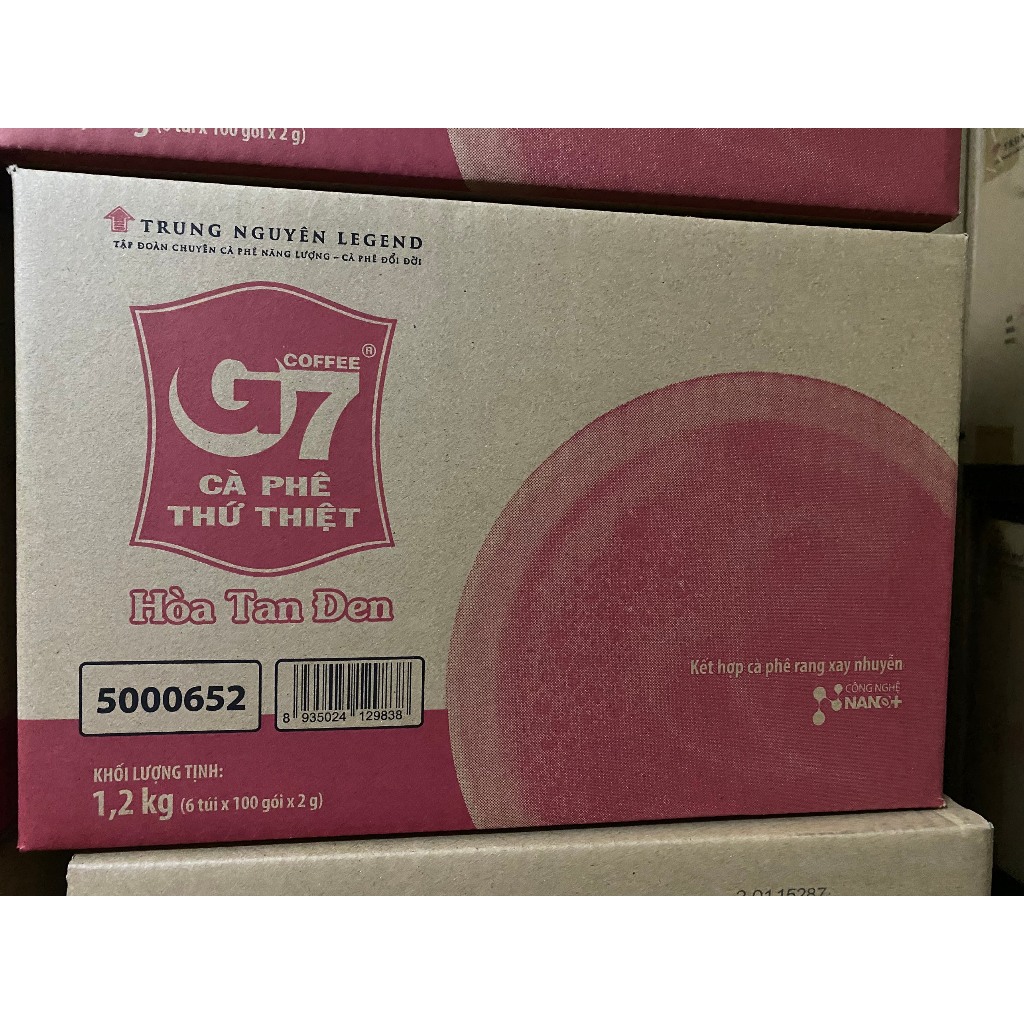 x 100 gói x 2 g)
TRUNG NGUYÊN LEGEND
TẬP ĐOÀN CHUYÊN CÀ PHÊ NĂNG LƯỢNG – CÀ PHÊ ĐỔI ĐỜI
COFFEE ®
G7
CÀ PHÊ
THỨ THIỆT
Hòa Tan Đen
Kết hợp cà phê rang xay nhuyễn
CÔNG NGHỆ
NANO+
5000652
8 935024 129838
KHỐI LƯỢNG TỊNH:
1,2 kg (6 túi x 100 gói x 2 g)